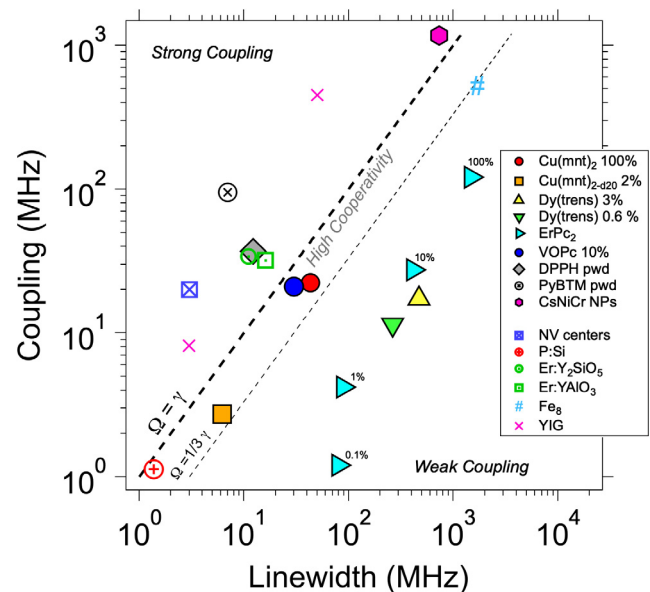 10³
10²
10¹
10⁰
Coupling (MHz)
10⁰
10¹
10²
10³
10⁴
Linewidth (MHz)
Strong Coupling
High Cooperativity
Ω = γ
Ω =1/3 γ
Weak Coupling
100%
10%
1%
0.1%
Cu(mnt)₂ 100%
Cu(mnt)₂₋d20 2%
Dy(trens) 3%
Dy(trens) 0.6 %
ErPc₂
VOPc 10%
DPPH pwd
PyBTM pwd
CsNiCr NPs
NV centers
P:Si
Er:Y₂SiO₅
Er:YAlO₃
Fe₈
YIG